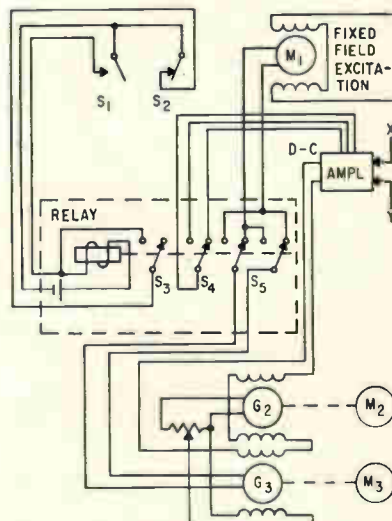 S1
S2
M1
FIXED
FIELD
EXCITA-
TION
D-C
AMPL
X
RELAY
S3
S4
S5
G2
M2
G3
M3